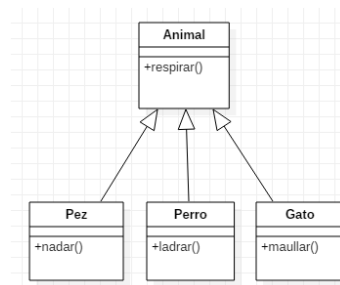 Animal
+respirar()
Pez
+nadar()
Perro
+ladrar()
Gato
+maullar()